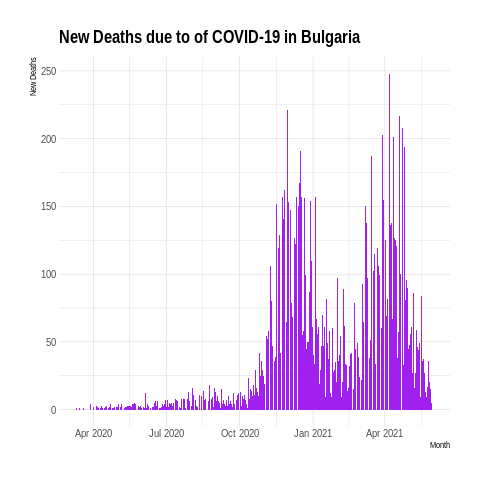 New Deaths due to of COVID-19 in Bulgaria
New Deaths
250
200
150
100
50
0
Apr 2020 Jul 2020 Oct 2020 Jan 2021 Apr 2021
Month